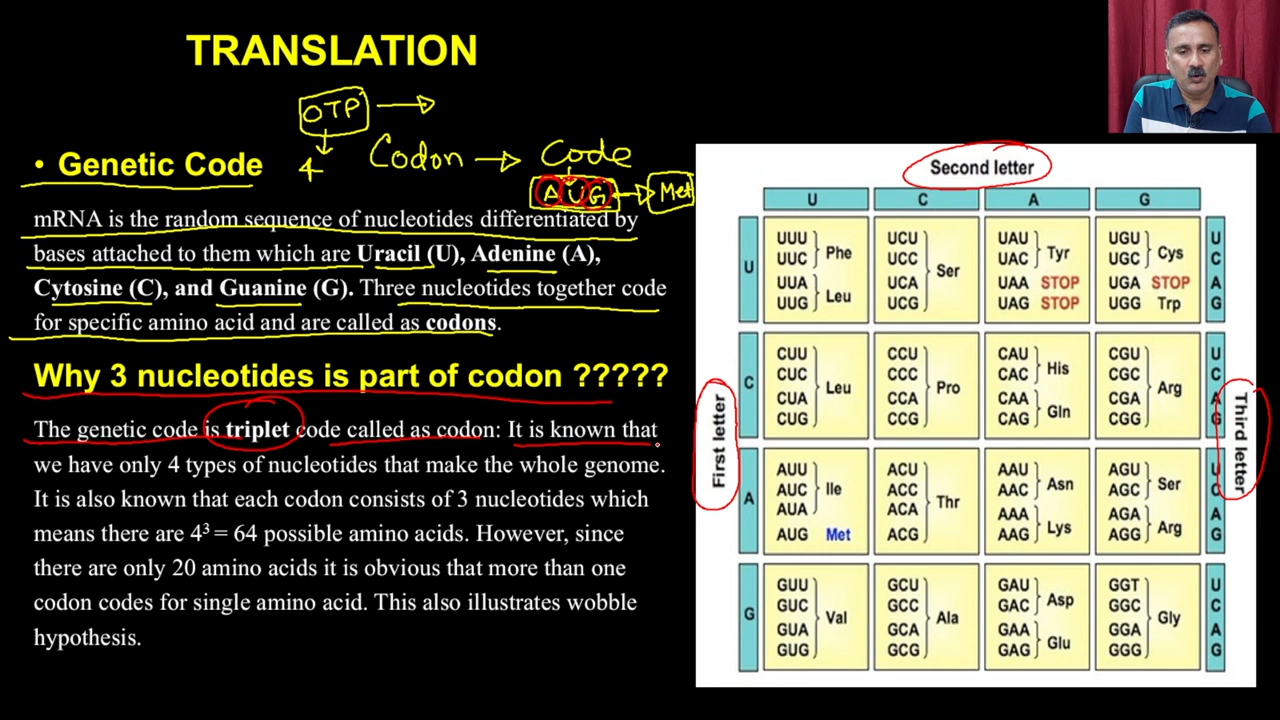 TRANSLATION
OTP
4
Codon → Code
AUG → Met
• Genetic Code
mRNA is the random sequence of nucleotides differentiated by
bases attached to them which are Uracil (U), Adenine (A),
Cytosine (C), and Guanine (G). Three nucleotides together code
for specific amino acid and are called as codons.
Why 3 nucleotides is part of codon ?????
The genetic code is triplet code called as codon: It is known that
we have only 4 types of nucleotides that make the whole genome.
It is also known that each codon consists of 3 nucleotides which
means there are 4³ = 64 possible amino acids. However, since
there are only 20 amino acids it is obvious that more than one
codon codes for single amino acid. This also illustrates wobble
hypothesis.
Second letter
U C A G
First letter
Third letter
U
UUU UUC Phe
UUA UUG Leu
UCU UCC UCA UCG Ser
UAU UAC Tyr
UAA STOP
UAG STOP
UGU UGC Cys
UGA STOP
UGG Trp
U C A G
C
CUU CUC CUA CUG Leu
CCU CCC CCA CCG Pro
CAU CAC His
CAA CAG Gln
CGU CGC CGA CGG Arg
U C A G
A
AUU AUC AUA Ile
AUG Met
ACU ACC ACA ACG Thr
AAU AAC Asn
AAA AAG Lys
AGU AGC Ser
AGA AGG Arg
U C A G
G
GUU GUC GUA GUG Val
GCU GCC GCA GCG Ala
GAU GAC Asp
GAA GAG Glu
GGT GGC GGA GGG Gly
U C A G